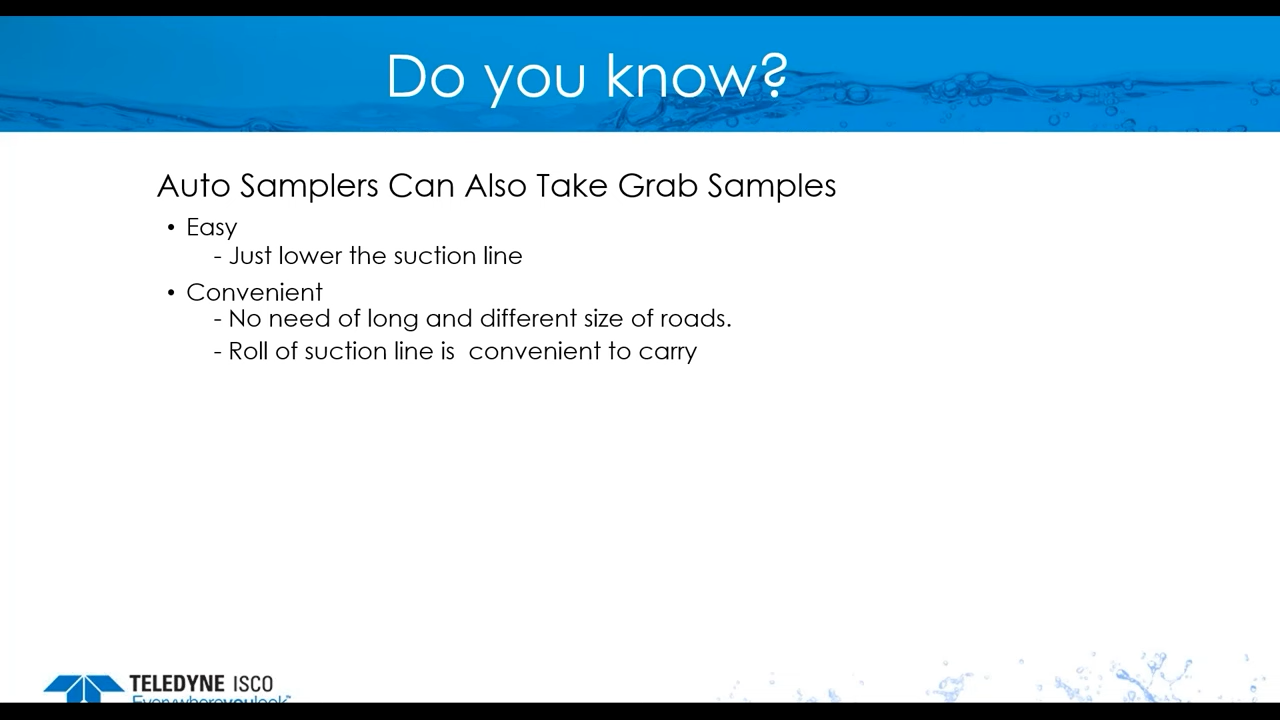 Do you know?
Auto Samplers Can Also Take Grab Samples
• Easy
- Just lower the suction line
• Convenient
- No need of long and different size of roads.
- Roll of suction line is  convenient to carry
TELEDYNE ISCO
Everywhereyoulook™